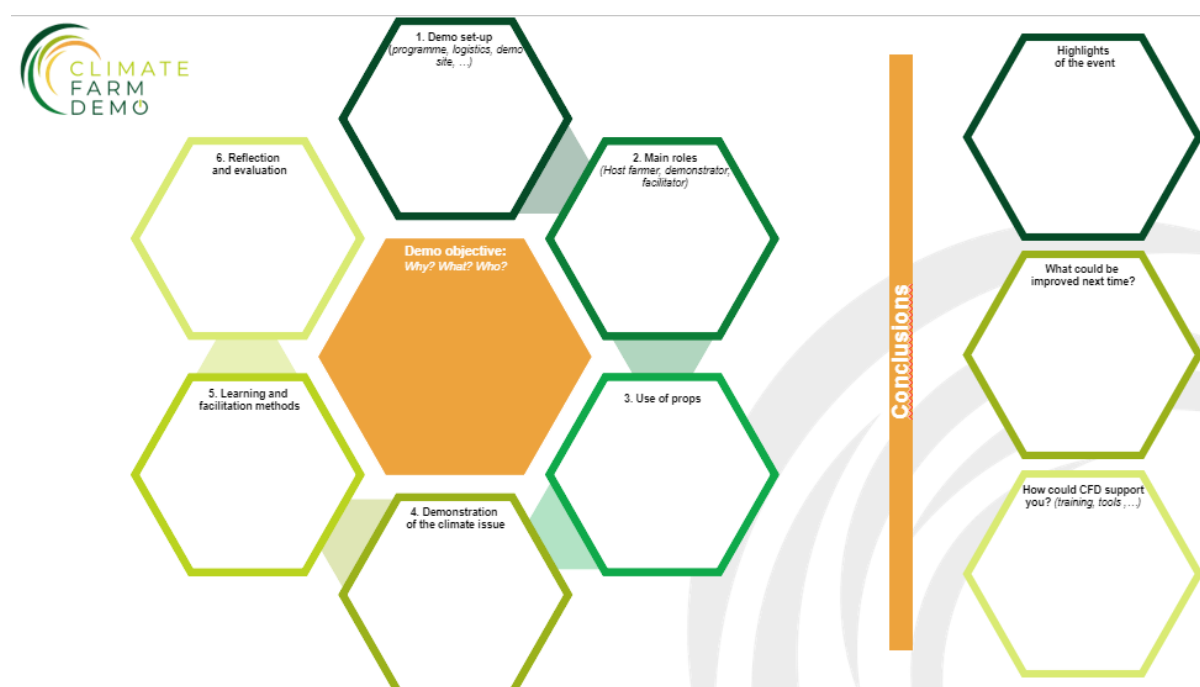 CLIMATE
FARM
DEMO
1. Demo set-up
(programme, logistics, demo
site, …)
2. Main roles
(Host farmer, demonstrator,
facilitator)
3. Use of props
4. Demonstration
of the climate issue
5. Learning and
facilitation methods
6. Reflection
and evaluation
Demo objective:
Why? What? Who?
Conclusions
Highlights
of the event
What could be
improved next time?
How could CFD support
you? (training, tools ,…)